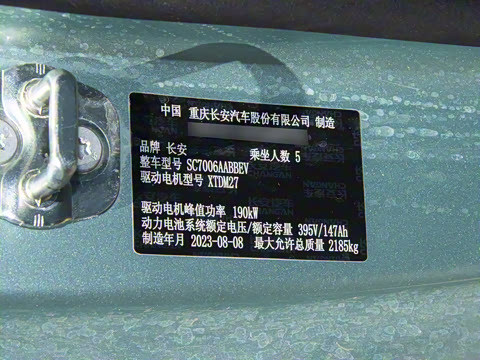 中国 重庆长安汽车股份有限公司 制造
品牌 长安 乘坐人数 5
整车型号 SC7006AABBEV
驱动电机型号 XTDM27
驱动电机峰值功率 190kW
动力电池系统额定电压/额定容量 395V/147Ah
制造年月 2023-08-08 最大允许总质量 2185kg